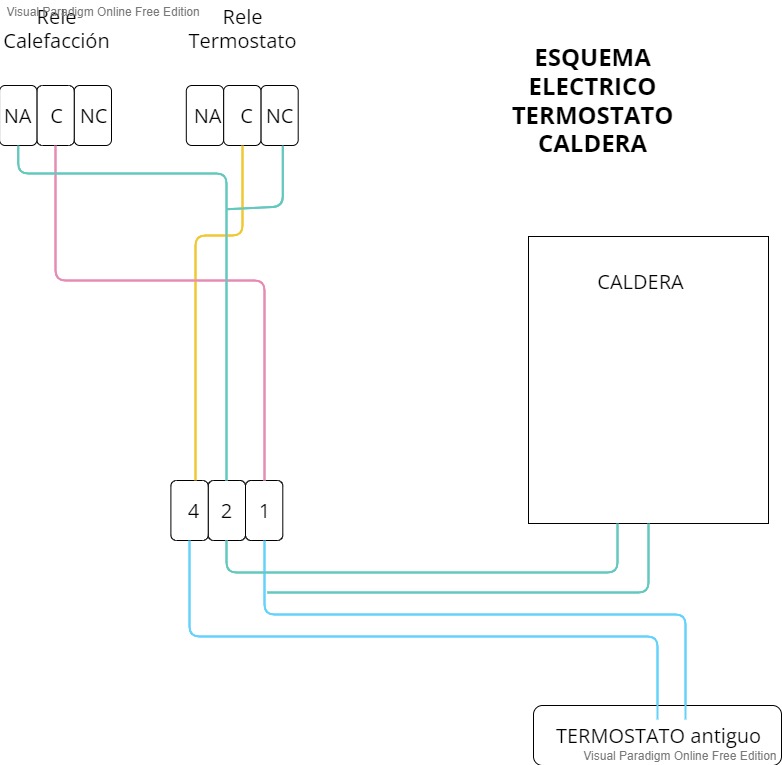 Visual Paradigm Online Free Edition
Rele
Calefacción
Rele
Termostato
ESQUEMA
ELECTRICO
TERMOSTATO
CALDERA
NA C NC
NA C NC
CALDERA
4 2 1
TERMOSTATO antiguo
Visual Paradigm Online Free Edition